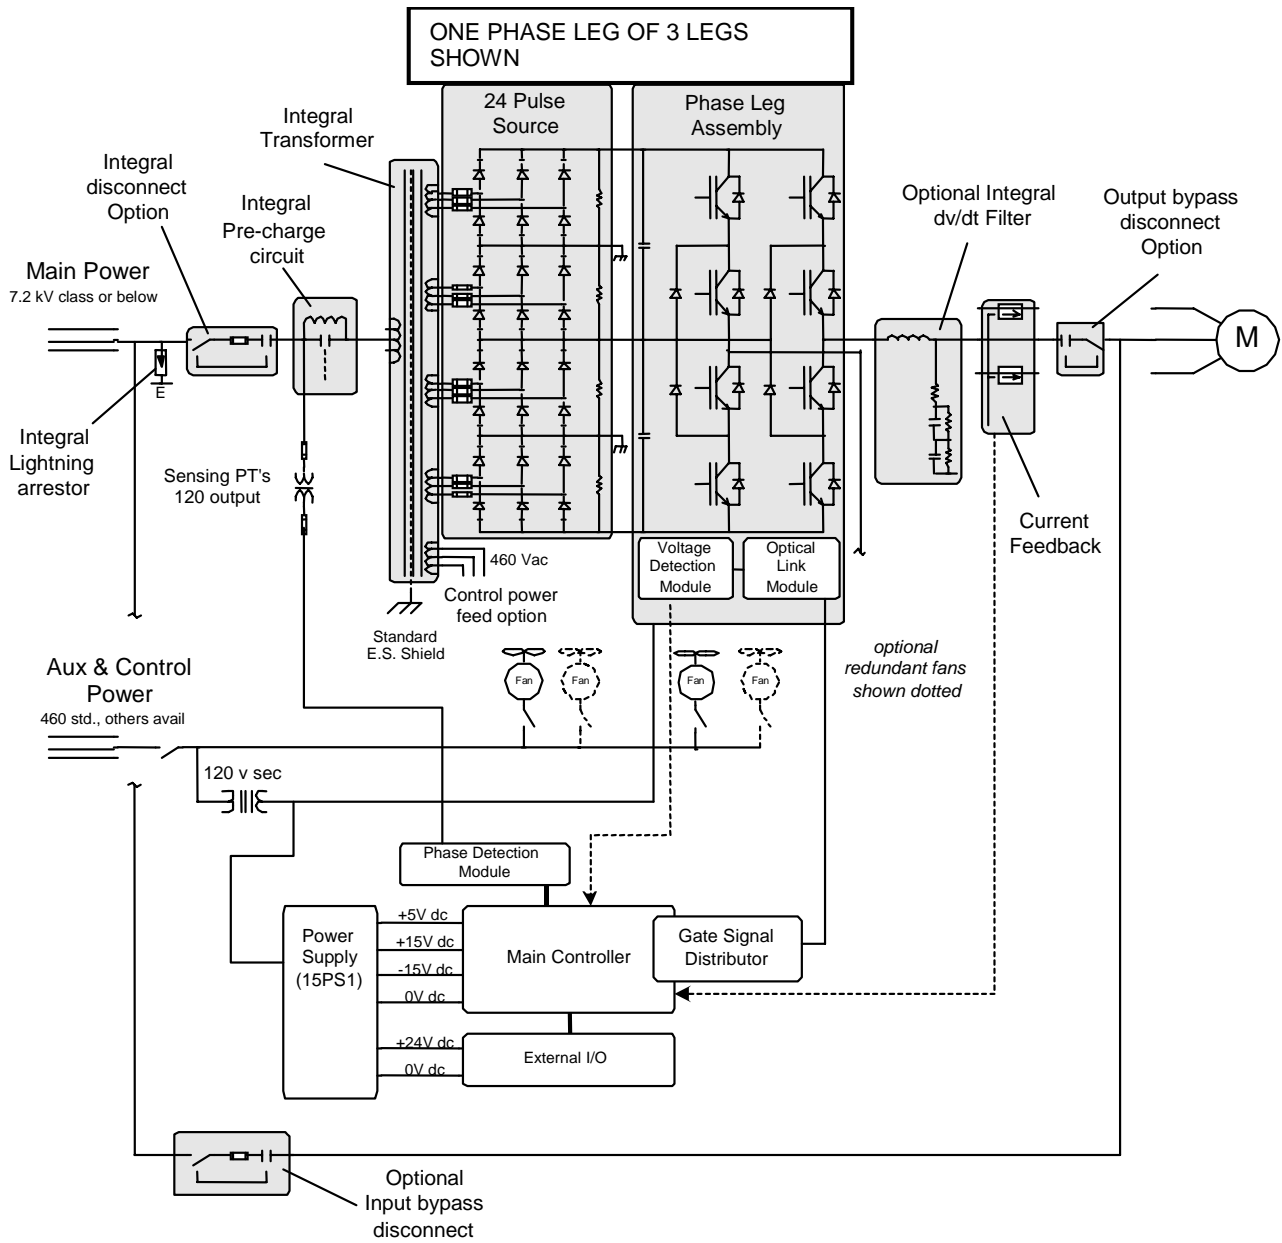 ONE PHASE LEG OF 3 LEGS
SHOWN
24 Pulse
Source
Phase Leg
Assembly
Integral
Transformer
Integral
disconnect
Option
Integral
Pre-charge
circuit
Optional Integral
dv/dt Filter
Output bypass
disconnect
Option
Main Power
7.2 kV class or below
M
E
Integral
Lightning
arrestor
Sensing PT's
120 output
Current
Feedback
460 Vac
Control power
feed option
Voltage
Detection
Module
Optical
Link
Module
Standard
E.S. Shield
optional
redundant fans
shown dotted
Fan
Fan
Fan
Fan
Aux & Control
Power
460 std., others avail
120 v sec
Phase Detection
Module
Power
Supply
(15PS1)
+5V dc
+15V dc
-15V dc
0V dc
+24V dc
0V dc
Main Controller
Gate Signal
Distributor
External I/O
Optional
Input bypass
disconnect